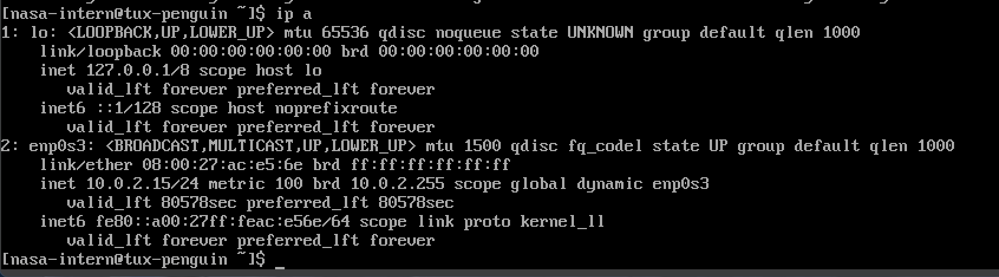 [nasa-intern@tux-penguin ~]$ ip a
1: lo: <LOOPBACK,UP,LOWER_UP> mtu 65536 qdisc noqueue state UNKNOWN group default qlen 1000
    link/loopback 00:00:00:00:00:00 brd 00:00:00:00:00:00
    inet 127.0.0.1/8 scope host lo
       valid_lft forever preferred_lft forever
    inet6 ::1/128 scope host noprefixroute
       valid_lft forever preferred_lft forever
2: enp0s3: <BROADCAST,MULTICAST,UP,LOWER_UP> mtu 1500 qdisc fq_codel state UP group default qlen 1000
    link/ether 08:00:27:ac:e5:6e brd ff:ff:ff:ff:ff:ff
    inet 10.0.2.15/24 metric 100 brd 10.0.2.255 scope global dynamic enp0s3
       valid_lft 80578sec preferred_lft 80578sec
    inet6 fe80::a00:27ff:feac:e56e/64 scope link proto kernel_ll
       valid_lft forever preferred_lft forever
[nasa-intern@tux-penguin ~]$ _